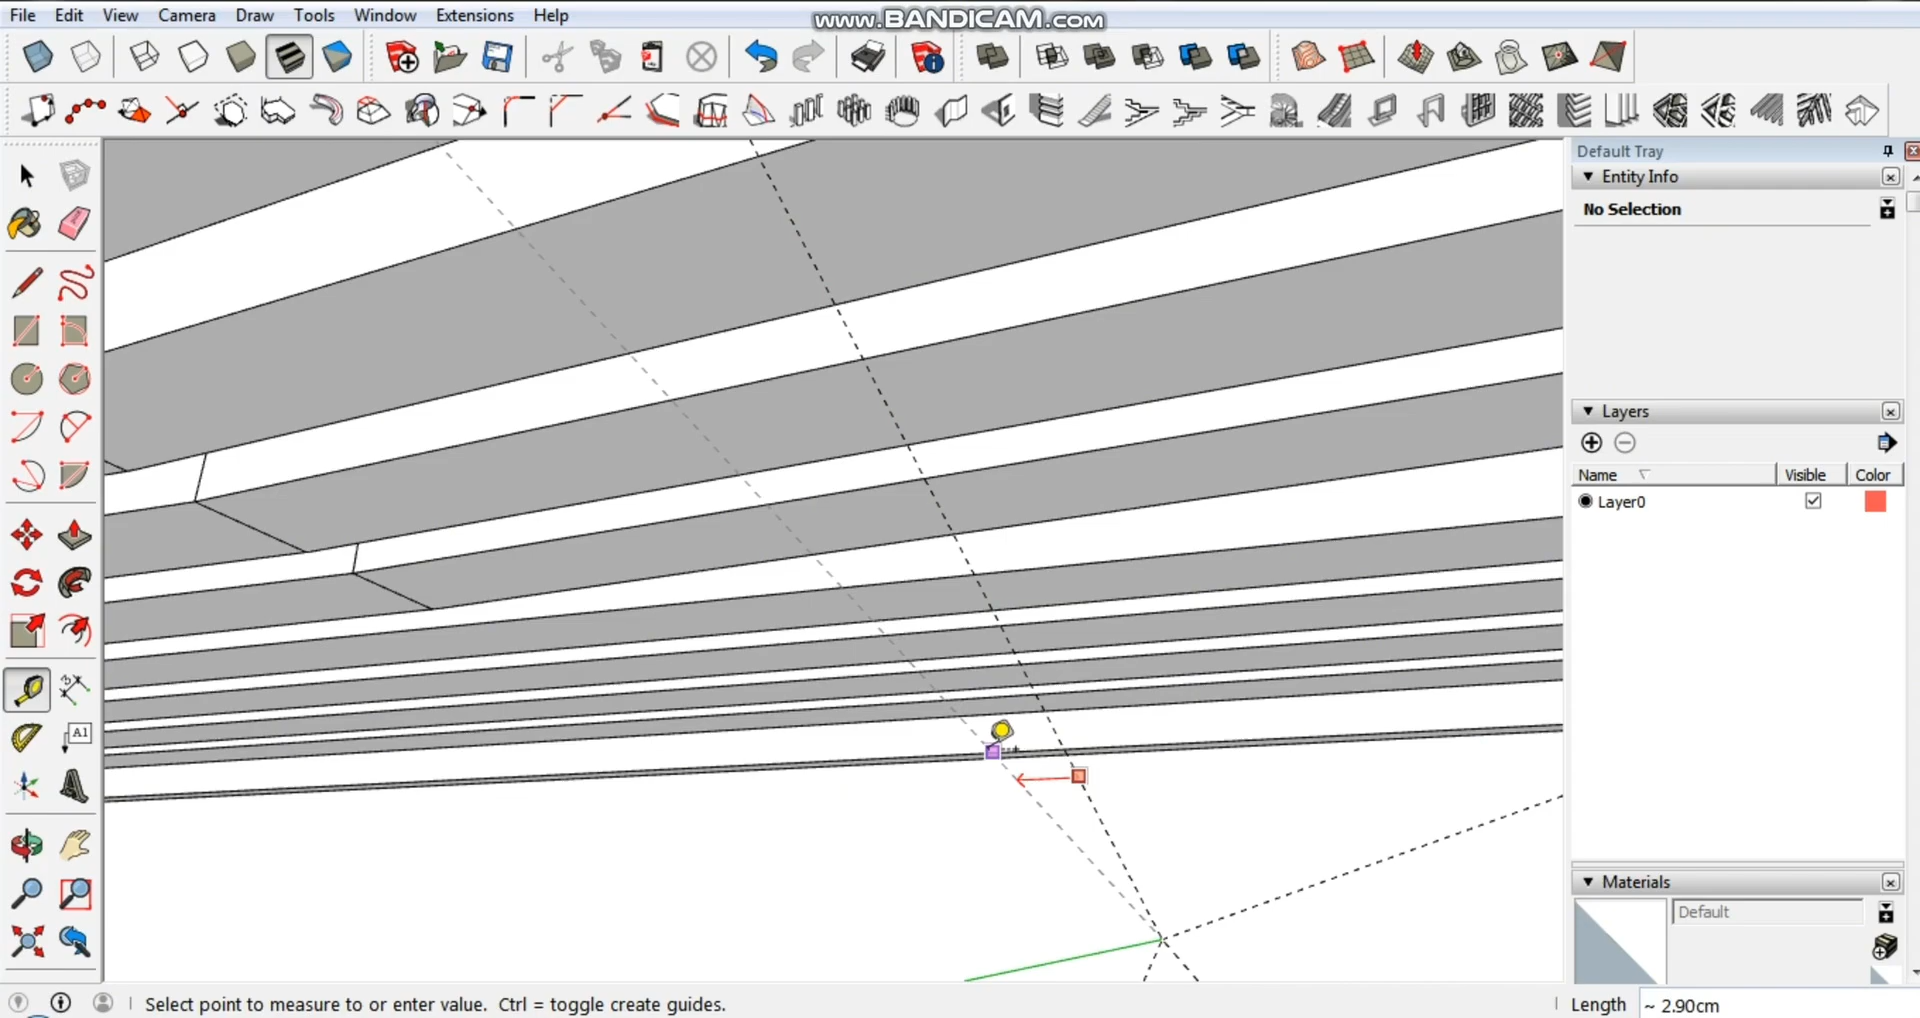 File Edit View Camera Draw Tools Window Extensions Help
www.BANDICAM.com
Default Tray
Entity Info
No Selection
Layers
Name Visible Color
Layer0
A1
Materials
Default
Select point to measure to or enter value. Ctrl = toggle create guides.
Length ~ 2.90cm